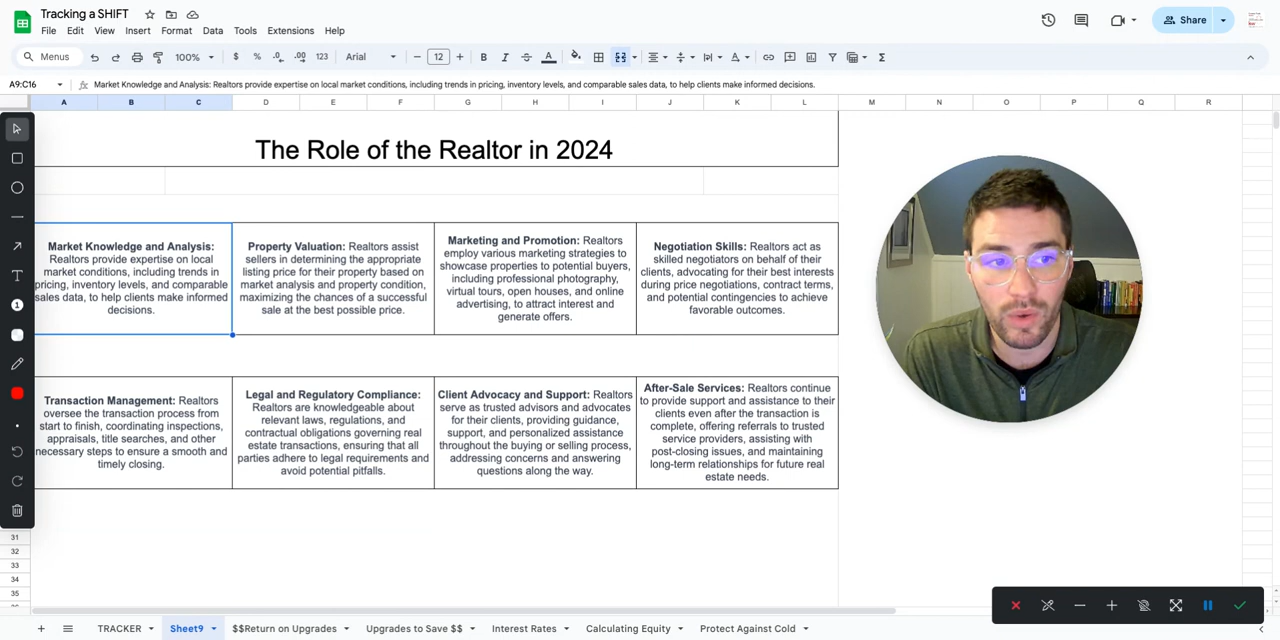 Tracking a SHIFT
File Edit View Insert Format Data Tools Extensions Help
Share
Menus 100% $ % .0 .00 123 Arial 12 B I A
A9:C16 fx Market Knowledge and Analysis: Realtors provide expertise on local market conditions, including trends in pricing, inventory levels, and comparable sales data, to help clients make informed decisions.
A B C D E F G H I J K L M N O P Q R
The Role of the Realtor in 2024
Market Knowledge and Analysis:
Realtors provide expertise on local
market conditions, including trends in
pricing, inventory levels, and comparable
sales data, to help clients make informed
decisions.
Property Valuation: Realtors assist
sellers in determining the appropriate
listing price for their property based on
market analysis and property condition,
maximizing the chances of a successful
sale at the best possible price.
Marketing and Promotion: Realtors
employ various marketing strategies to
showcase properties to potential buyers,
including professional photography,
virtual tours, open houses, and online
advertising, to attract interest and
generate offers.
Negotiation Skills: Realtors act as
skilled negotiators on behalf of their
clients, advocating for their best interests
during price negotiations, contract terms,
and potential contingencies to achieve
favorable outcomes.
Transaction Management: Realtors
oversee the transaction process from
start to finish, coordinating inspections,
appraisals, title searches, and other
necessary steps to ensure a smooth and
timely closing.
Legal and Regulatory Compliance:
Realtors are knowledgeable about
relevant laws, regulations, and
contractual obligations governing real
estate transactions, ensuring that all
parties adhere to legal requirements and
avoid potential pitfalls.
Client Advocacy and Support: Realtors
serve as trusted advisors and advocates
for their clients, providing guidance,
support, and personalized assistance
throughout the buying or selling process,
addressing concerns and answering
questions along the way.
After-Sale Services: Realtors continue
to provide support and assistance to their
clients even after the transaction is
complete, offering referrals to trusted
service providers, assisting with
post-closing issues, and maintaining
long-term relationships for future real
estate needs.
31
32
33
34
35
TRACKER Sheet9 $$Return on Upgrades Upgrades to Save $$ Interest Rates Calculating Equity Protect Against Cold